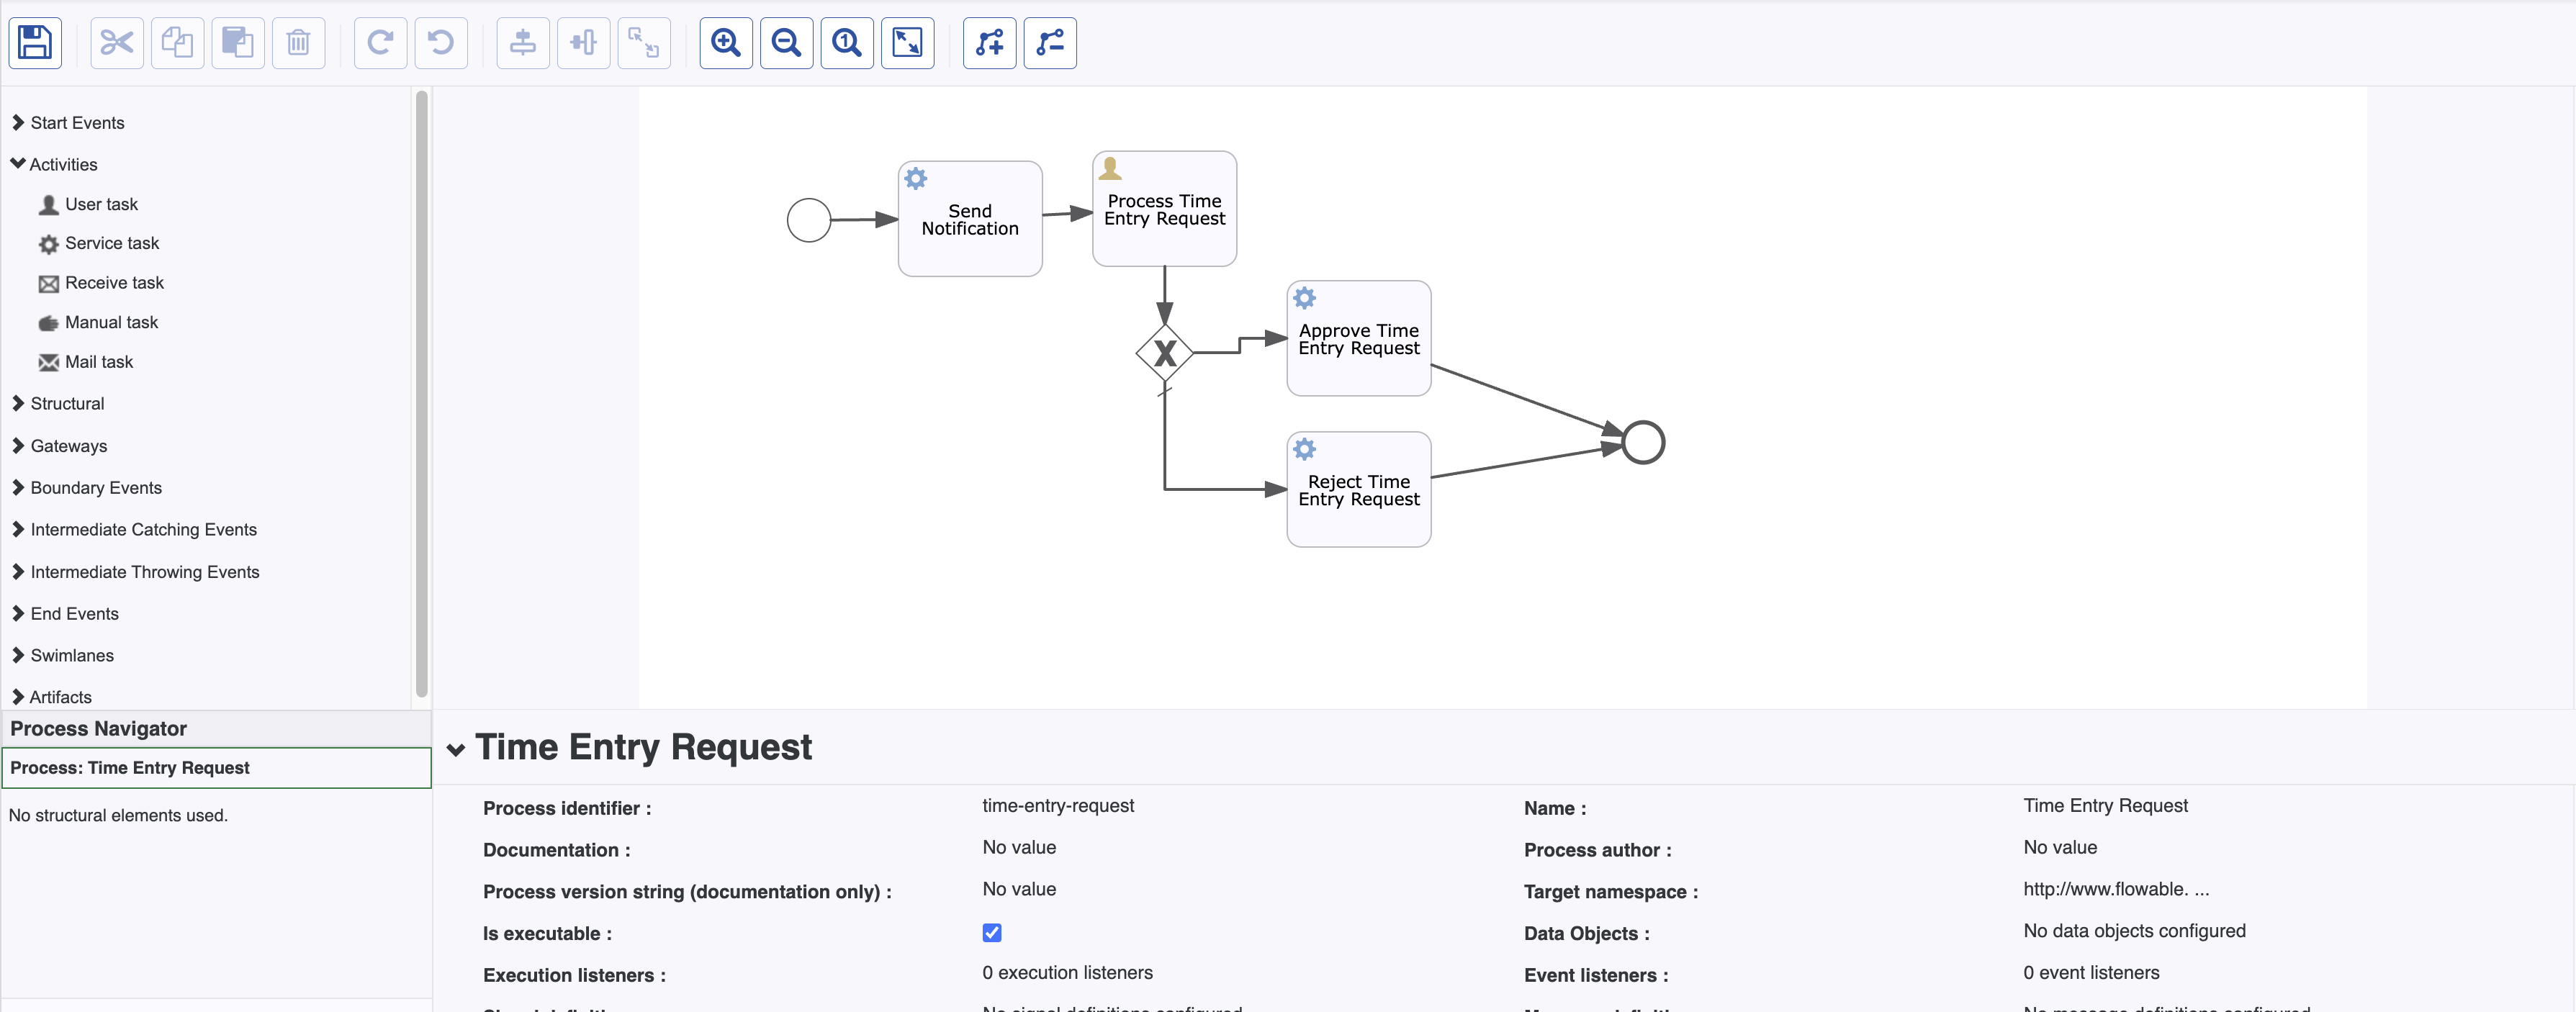 1
Start Events
Activities
User task
Service task
Receive task
Manual task
Mail task
Structural
Gateways
Boundary Events
Intermediate Catching Events
Intermediate Throwing Events
End Events
Swimlanes
Artifacts
Send
Notification
Process Time
Entry Request
X
Approve Time
Entry Request
Reject Time
Entry Request
Process Navigator
Process: Time Entry Request
No structural elements used.
Time Entry Request
Process identifier : time-entry-request Name : Time Entry Request
Documentation : No value Process author : No value
Process version string (documentation only) : No value Target namespace : http://www.flowable. ...
Is executable : Data Objects : No data objects configured
Execution listeners : 0 execution listeners Event listeners : 0 event listeners